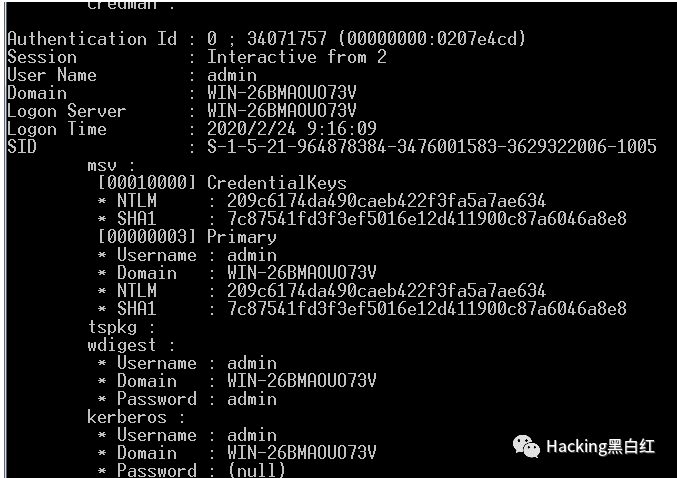 credman :
Authentication Id : 0 ; 34071757 (00000000:0207e4cd)
Session           : Interactive from 2
User Name         : admin
Domain            : WIN-26BMAOUO73V
Logon Server      : WIN-26BMAOUO73V
Logon Time        : 2020/2/24 9:16:09
SID               : S-1-5-21-964878384-3476001583-3629322006-1005
msv :
[00010000] CredentialKeys
* NTLM     : 209c6174da490caeb422f3fa5a7ae634
* SHA1     : 7c87541fd3f3ef5016e12d411900c87a6046a8e8
[00000003] Primary
* Username : admin
* Domain   : WIN-26BMAOUO73V
* NTLM     : 209c6174da490caeb422f3fa5a7ae634
* SHA1     : 7c87541fd3f3ef5016e12d411900c87a6046a8e8
tspkg :
wdigest :
* Username : admin
* Domain   : WIN-26BMAOUO73V
* Password : admin
kerberos :
* Username : admin
* Domain   : WIN-26BMAOUO73V
* Password : (null)
Hacking黑白红